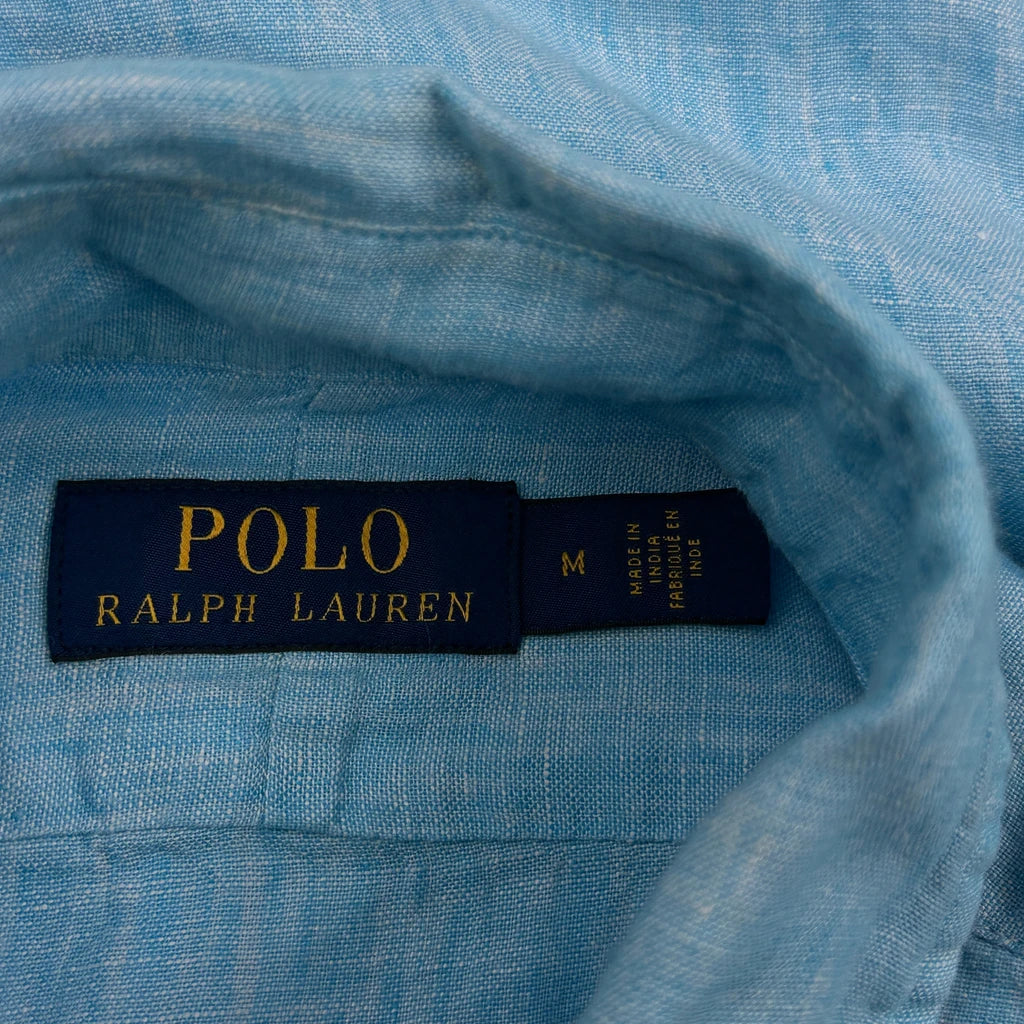 POLO
RALPH LAUREN
M
MADE IN
INDIA
FABRIQUÉ EN
INDE